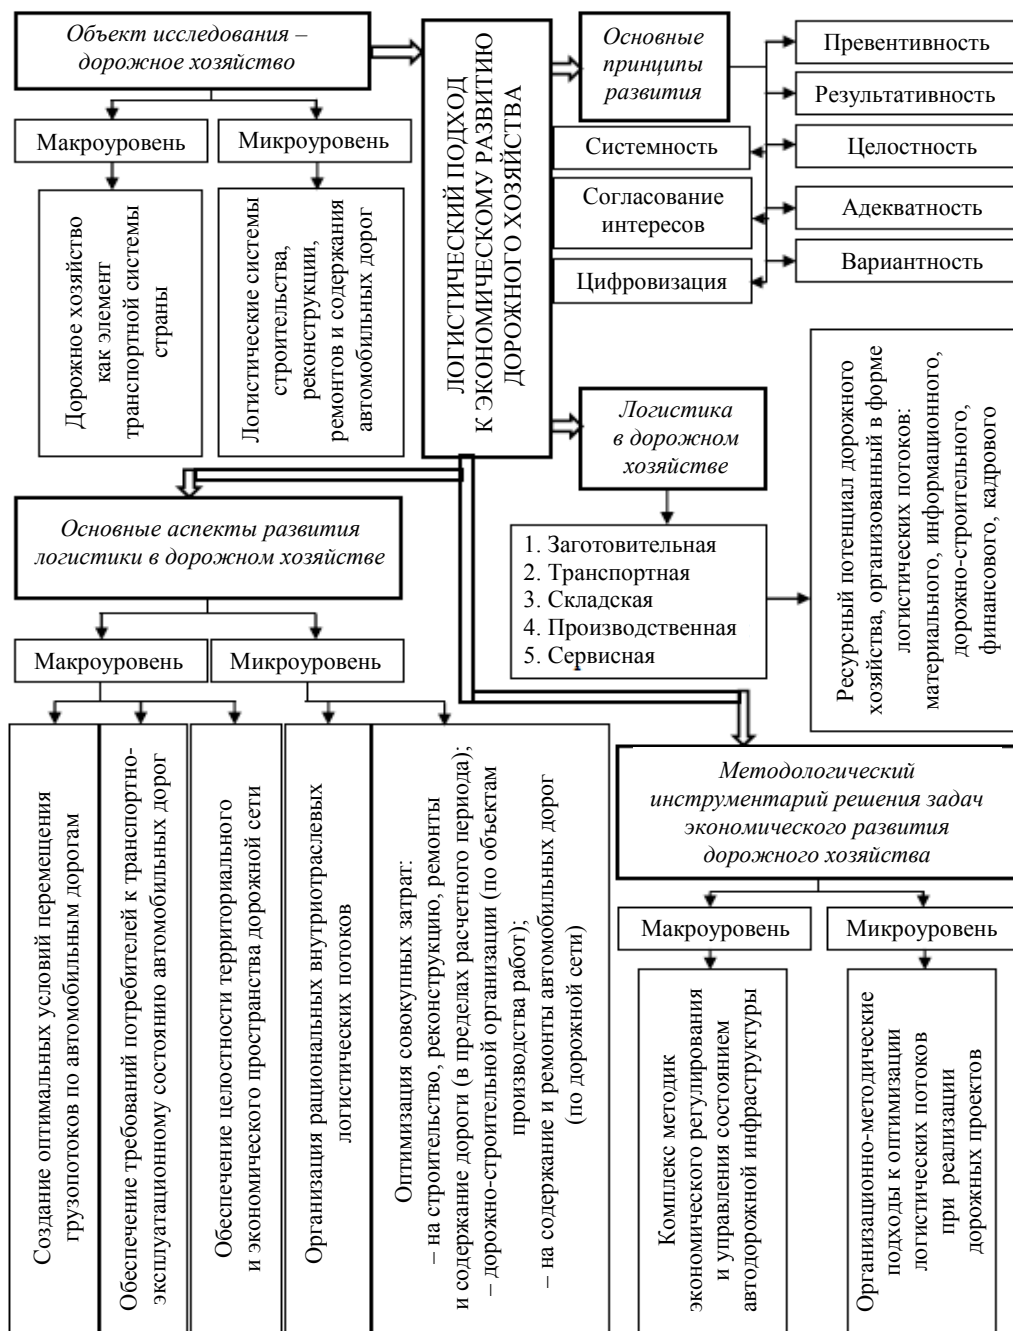 Объект исследования –
дорожное хозяйство
Макроуровень
Микроуровень
Дорожное хозяйство
как элемент
транспортной системы
страны
Логистические системы
строительства,
реконструкции,
ремонтов и содержания
автомобильных дорог
ЛОГИСТИЧЕСКИЙ ПОДХОД
К ЭКОНОМИЧЕСКОМУ РАЗВИТИЮ
ДОРОЖНОГО ХОЗЯЙСТВА
Основные
принципы
развития
Превентивность
Результативность
Системность
Целостность
Согласование
интересов
Адекватность
Цифровизация
Вариантность
Логистика
в дорожном
хозяйстве
1. Заготовительная
2. Транспортная
3. Складская
4. Производственная
5. Сервисная
Ресурсный потенциал дорожного
хозяйства, организованный в форме
логистических потоков:
материального, информационного,
дорожно-строительного,
финансового, кадрового
Основные аспекты развития
логистики в дорожном хозяйстве
Макроуровень
Микроуровень
Создание оптимальных условий перемещения
грузопотоков по автомобильным дорогам
Обеспечение требований потребителей к транспортно-
эксплуатационному состоянию автомобильных дорог
Обеспечение целостности территориального
и экономического пространства дорожной сети
Организация рациональных внутриотраслевых
логистических потоков
Оптимизация совокупных затрат:
– на строительство, реконструкцию, ремонты
и содержание дороги (в пределах расчетного периода);
– дорожно-строительной организации (по объектам
производства работ);
– на содержание и ремонты автомобильных дорог
(по дорожной сети)
Методологический
инструментарий решения задач
экономического развития
дорожного хозяйства
Макроуровень
Микроуровень
Комплекс методик
экономического регулирования
и управления состоянием
автодорожной инфраструктуры
Организационно-методические
подходы к оптимизации
логистических потоков
при реализации
дорожных проектов